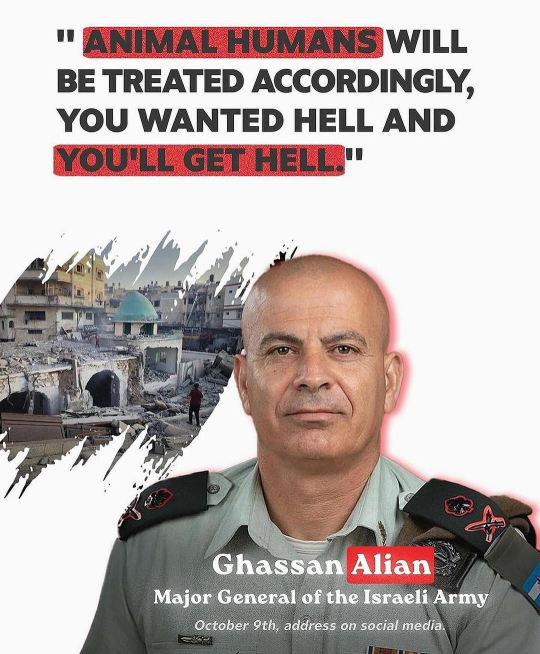 " ANIMAL HUMANS WILL
BE TREATED ACCORDINGLY,
YOU WANTED HELL AND
YOU'LL GET HELL."
Ghassan Alian
Major General of the Israeli Army
October 9th, address on social media.